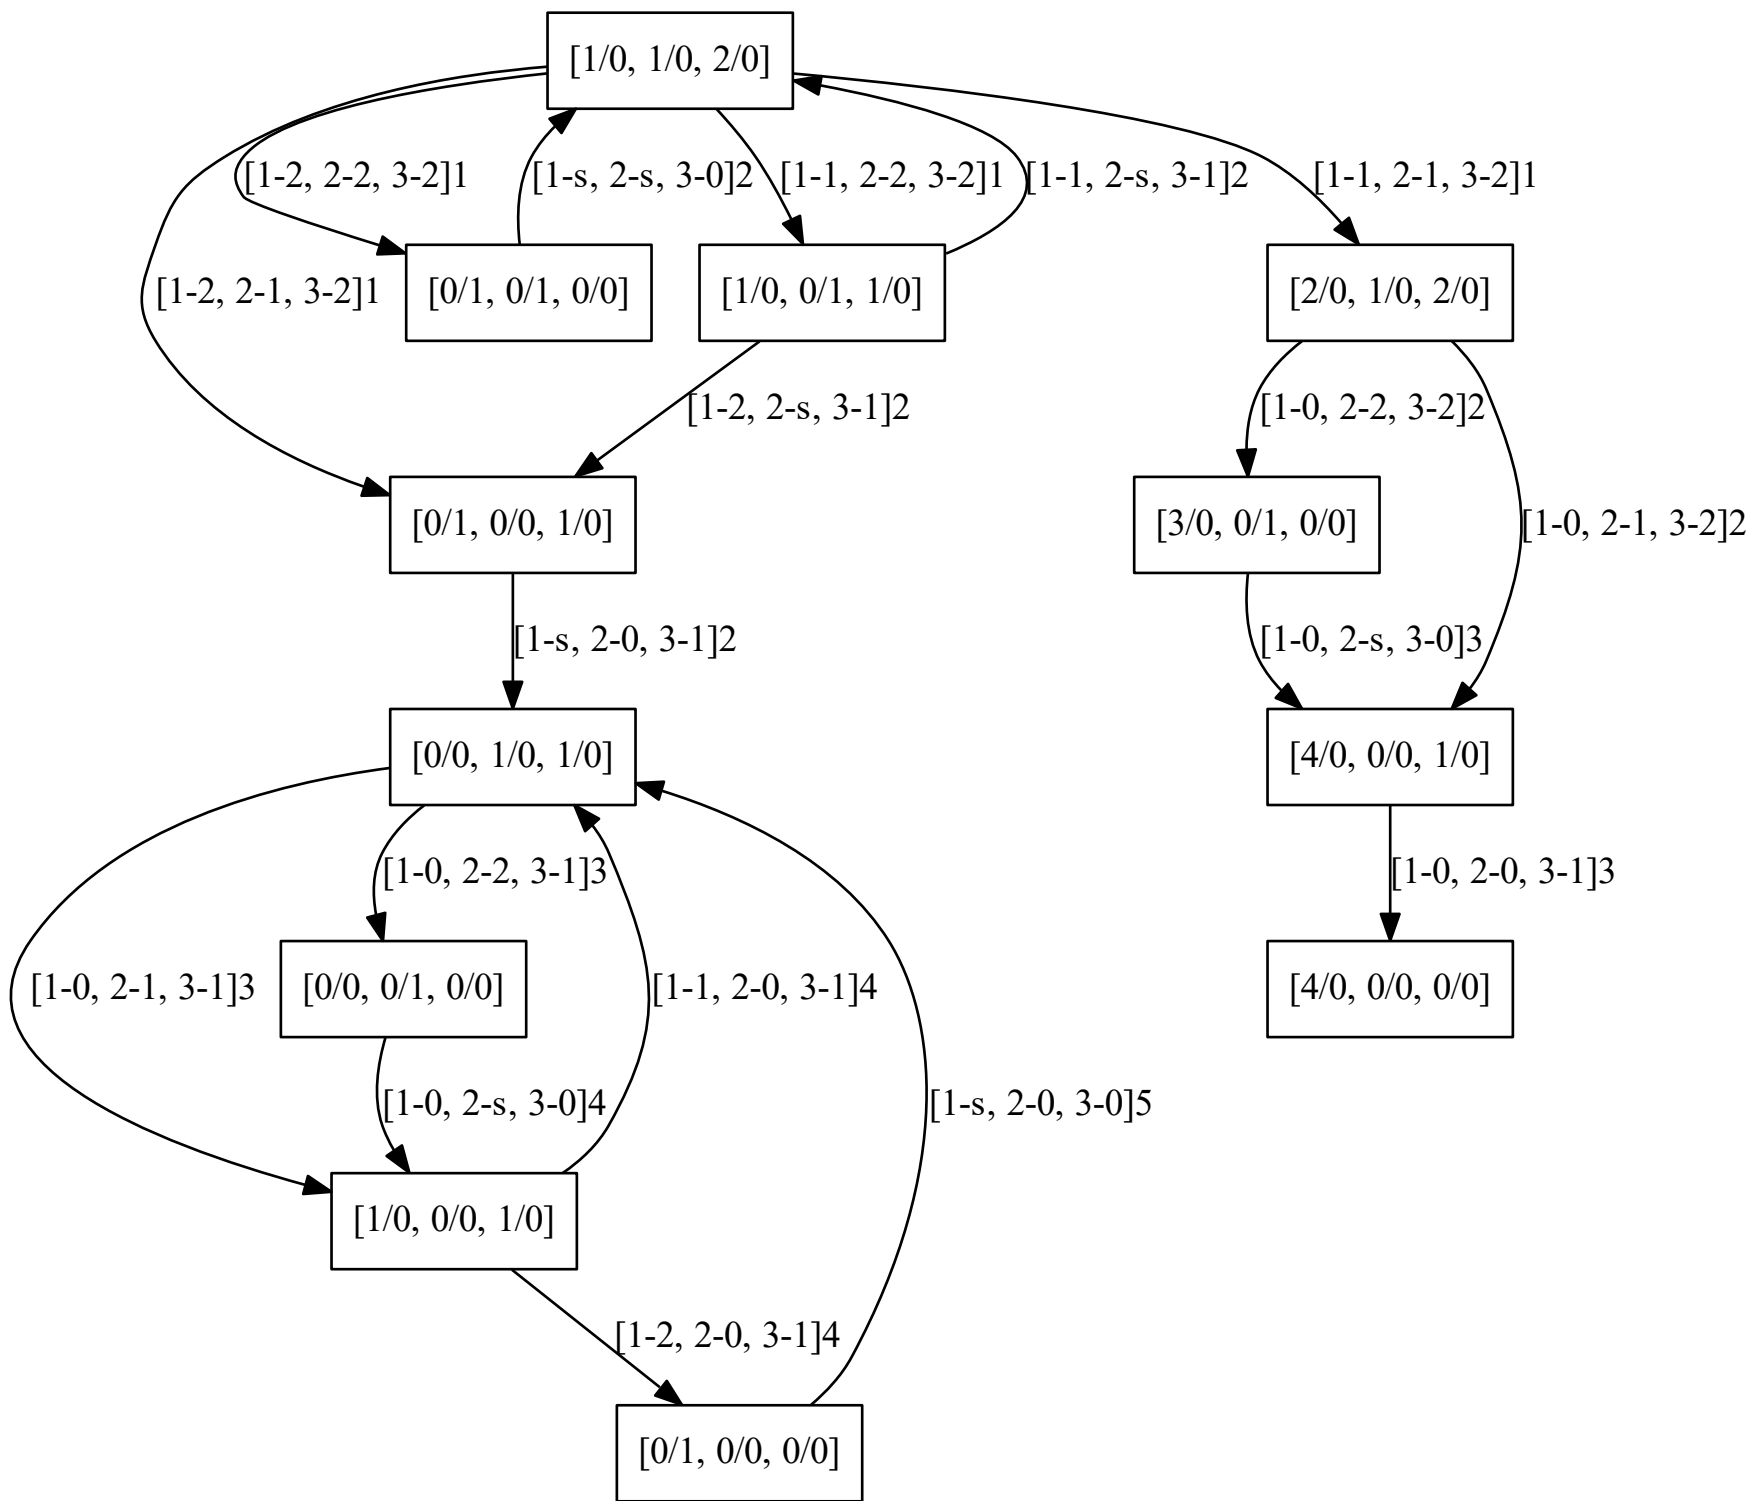 [1/0, 1/0, 2/0]
[1-2, 2-2, 3-2]1
[1-s, 2-s, 3-0]2
[1-1, 2-2, 3-2]1
[1-1, 2-s, 3-1]2
[1-1, 2-1, 3-2]1
[1-2, 2-1, 3-2]1
[0/1, 0/1, 0/0]
[1/0, 0/1, 1/0]
[2/0, 1/0, 2/0]
[1-2, 2-s, 3-1]2
[1-0, 2-2, 3-2]2
[0/1, 0/0, 1/0]
[3/0, 0/1, 0/0]
[1-0, 2-1, 3-2]2
[1-s, 2-0, 3-1]2
[1-0, 2-s, 3-0]3
[0/0, 1/0, 1/0]
[4/0, 0/0, 1/0]
[1-0, 2-2, 3-1]3
[1-0, 2-0, 3-1]3
[1-0, 2-1, 3-1]3
[0/0, 0/1, 0/0]
[1-1, 2-0, 3-1]4
[4/0, 0/0, 0/0]
[1-0, 2-s, 3-0]4
[1-s, 2-0, 3-0]5
[1/0, 0/0, 1/0]
[1-2, 2-0, 3-1]4
[0/1, 0/0, 0/0]